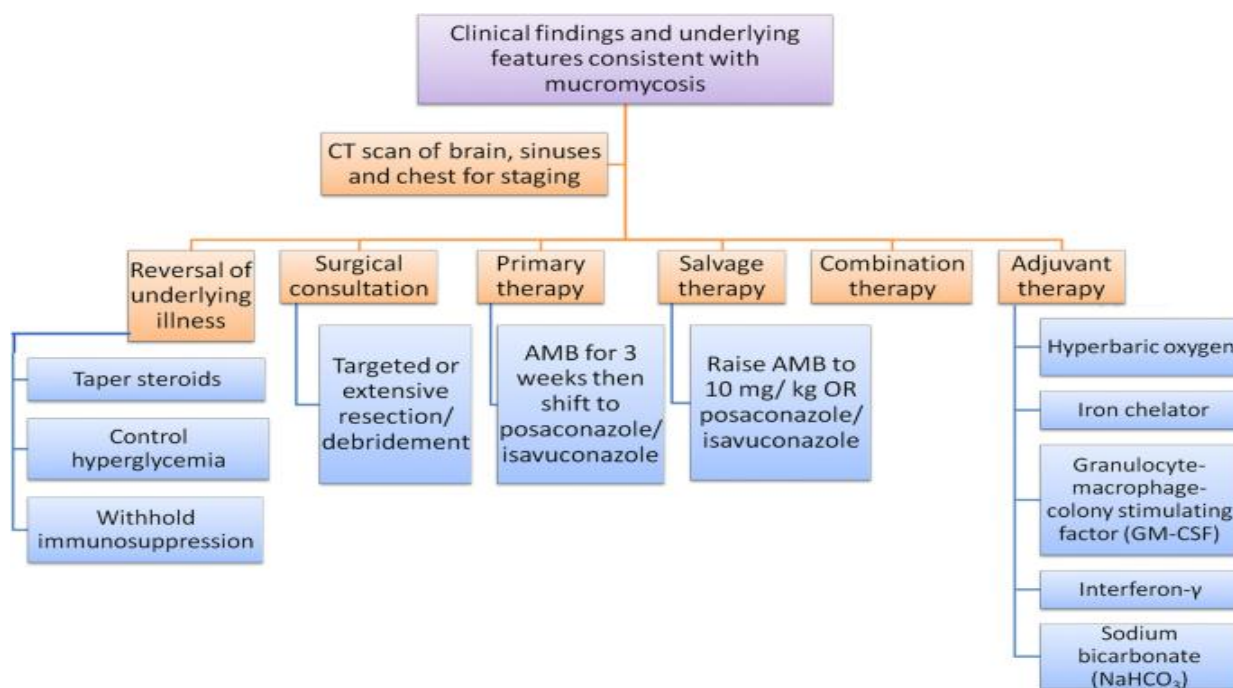 Clinical findings and underlying
features consistent with
mucromycosis
CT scan of brain, sinuses
and chest for staging
Reversal of
underlying
illness
Taper steroids
Control
hyperglycemia
Withhold
immunosuppression
Surgical
consultation
Targeted or
extensive
resection/
debridement
Primary
therapy
AMB for 3
weeks then
shift to
posaconazole/
isavuconazole
Salvage
therapy
Raise AMB to
10 mg/ kg OR
posaconazole/
isavuconazole
Combination
therapy
Adjuvant
therapy
Hyperbaric oxygen
Iron chelator
Granulocyte-
macrophage-
colony stimulating
factor (GM-CSF)
Interferon-γ
Sodium
bicarbonate
(NaHCO₃)